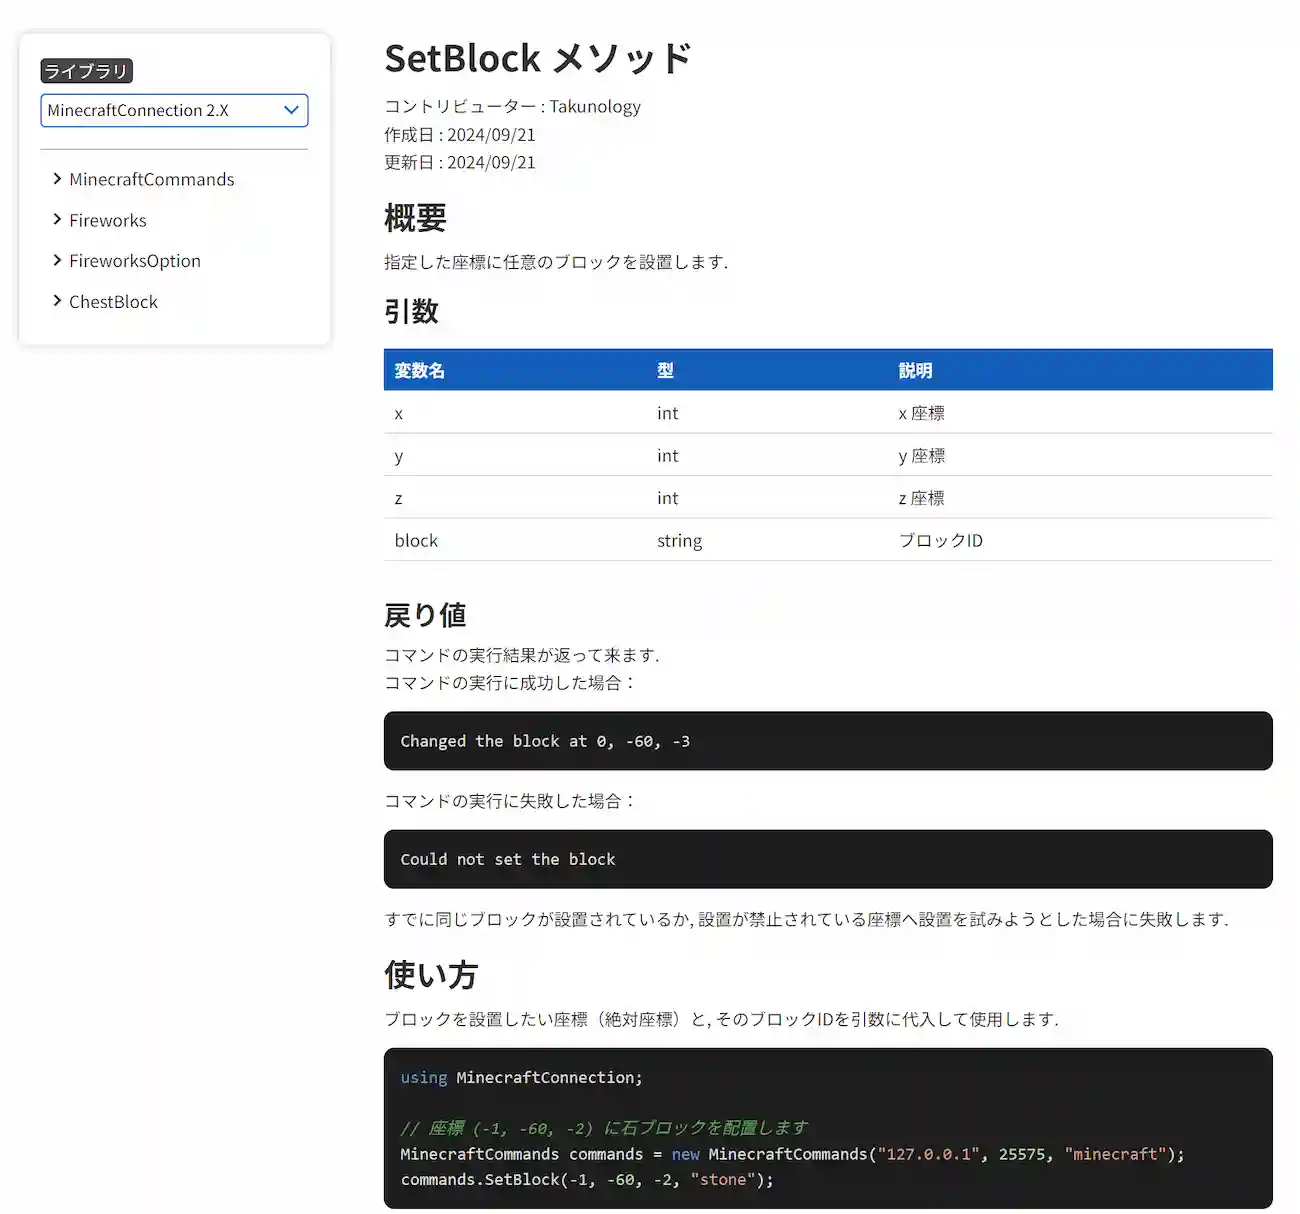 ライブラリ
MinecraftConnection 2.X
MinecraftCommands
Fireworks
FireworksOption
ChestBlock
SetBlock メソッド
コントリビューター : Takunology
作成日 : 2024/09/21
更新日 : 2024/09/21
概要
指定した座標に任意のブロックを設置します.
引数
変数名 型 説明
x int x 座標
y int y 座標
z int z 座標
block string ブロックID
戻り値
コマンドの実行結果が返って来ます.
コマンドの実行に成功した場合：
Changed the block at 0, -60, -3
コマンドの実行に失敗した場合：
Could not set the block
すでに同じブロックが設置されているか, 設置が禁止されている座標へ設置を試みようとした場合に失敗します.
使い方
ブロックを設置したい座標（絶対座標）と, そのブロックIDを引数に代入して使用します.
using MinecraftConnection;
// 座標 (-1, -60, -2) に石ブロックを配置します
MinecraftCommands commands = new MinecraftCommands("127.0.0.1", 25575, "minecraft");
commands.SetBlock(-1, -60, -2, "stone");